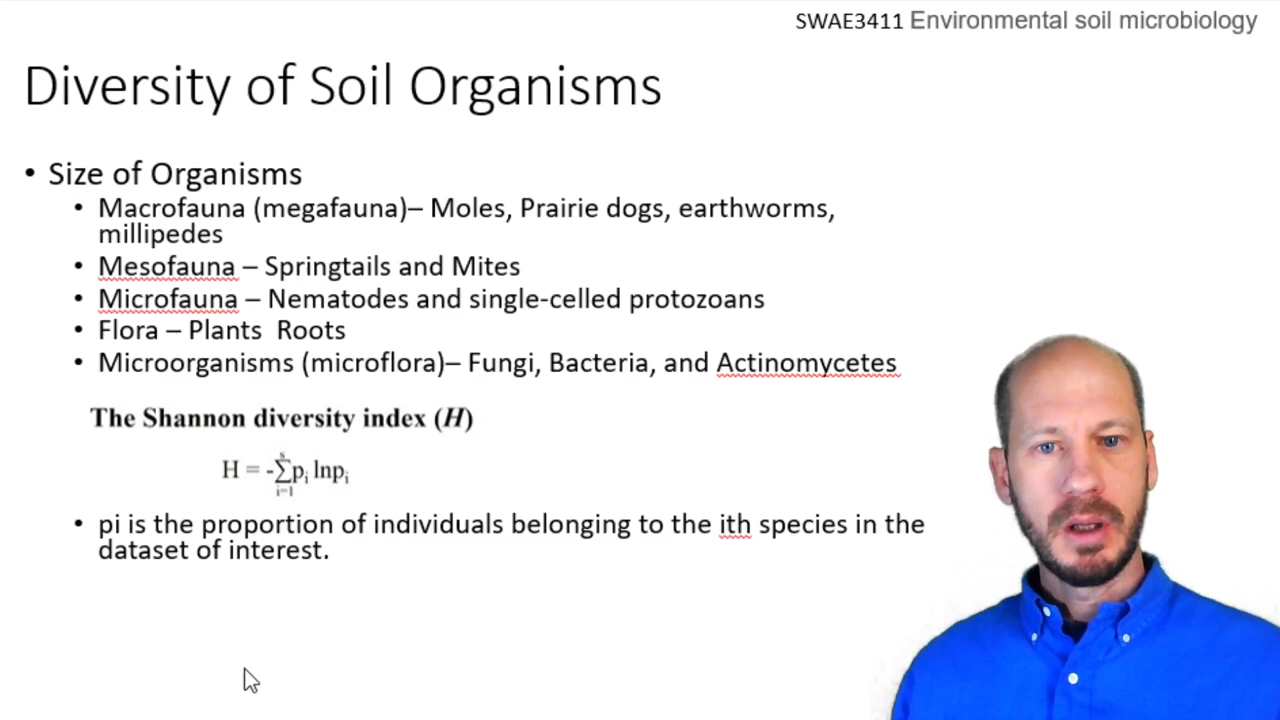 SWAE3411 Environmental soil microbiology
Diversity of Soil Organisms
• Size of Organisms
• Macrofauna (megafauna)– Moles, Prairie dogs, earthworms,
millipedes
• Mesofauna – Springtails and Mites
• Microfauna – Nematodes and single-celled protozoans
• Flora – Plants Roots
• Microorganisms (microflora)– Fungi, Bacteria, and Actinomycetes
The Shannon diversity index (H)
H = -∑ᵢ₌₁ˢ pᵢ lnpᵢ
• pi is the proportion of individuals belonging to the ith species in the
dataset of interest.